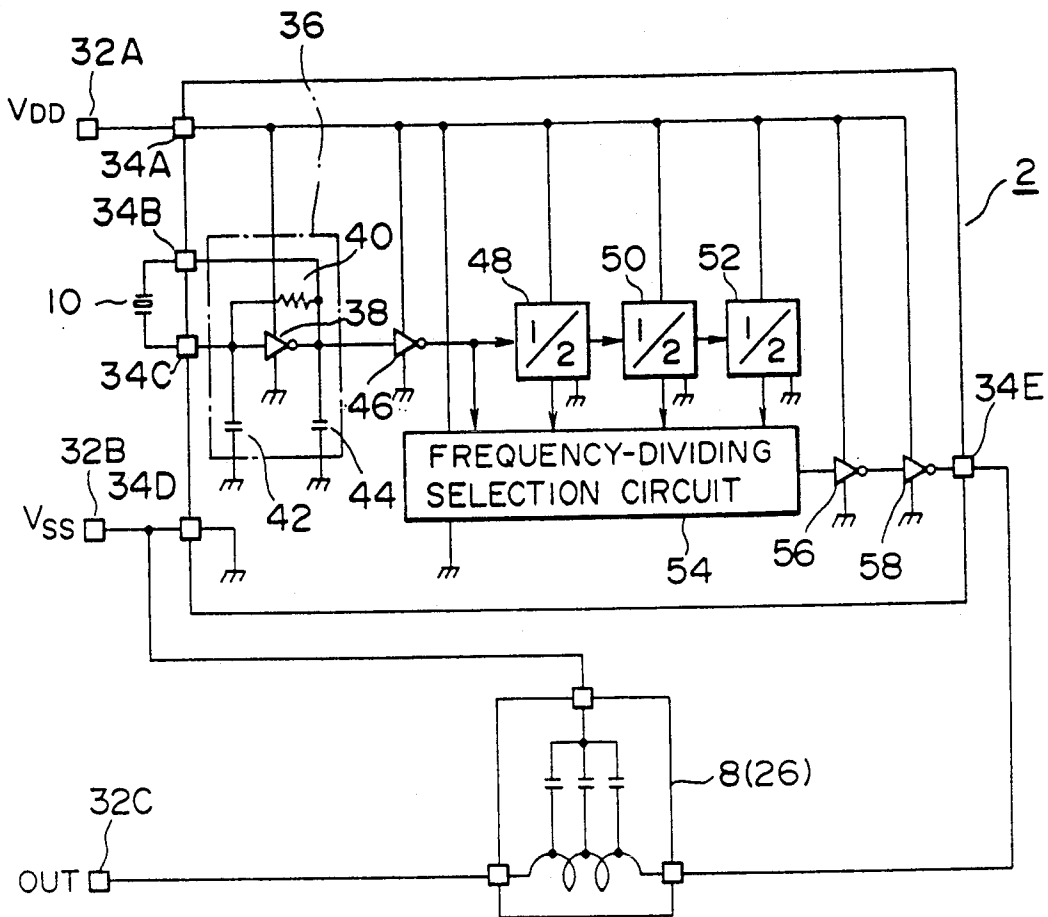 36
32A
VDD
34A
2
34B
40
48
50
52
10
38
1/2
1/2
1/2
34C
46
34E
32B
34D
44
FREQUENCY-DIVIDING
SELECTION CIRCUIT
VSS
42
54
56
58
8(26)
32C
OUT